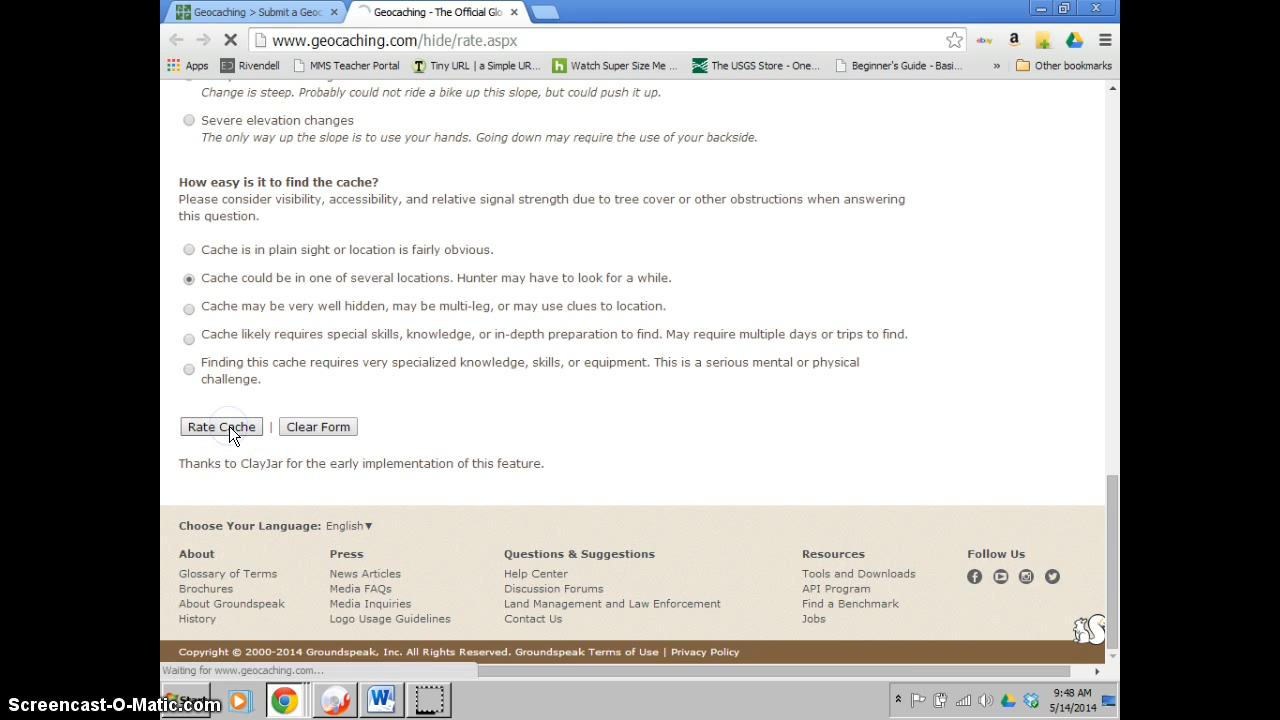 Geocaching > Submit a Geoc
Geocaching - The Official Glo
www.geocaching.com/hide/rate.aspx
Apps Rivendell MMS Teacher Portal Tiny URL | a Simple UR... Watch Super Size Me ... The USGS Store - One... Beginner's Guide - Basi... » Other bookmarks
Change is steep. Probably could not ride a bike up this slope, but could push it up.
Severe elevation changes
The only way up the slope is to use your hands. Going down may require the use of your backside.
How easy is it to find the cache?
Please consider visibility, accessibility, and relative signal strength due to tree cover or other obstructions when answering
this question.
Cache is in plain sight or location is fairly obvious.
Cache could be in one of several locations. Hunter may have to look for a while.
Cache may be very well hidden, may be multi-leg, or may use clues to location.
Cache likely requires special skills, knowledge, or in-depth preparation to find. May require multiple days or trips to find.
Finding this cache requires very specialized knowledge, skills, or equipment. This is a serious mental or physical
challenge.
Rate Cache | Clear Form
Thanks to ClayJar for the early implementation of this feature.
Choose Your Language: English▼
About Press Questions & Suggestions Resources Follow Us
Glossary of Terms News Articles Help Center Tools and Downloads
Brochures Media FAQs Discussion Forums API Program
About Groundspeak Media Inquiries Land Management and Law Enforcement Find a Benchmark
History Logo Usage Guidelines Contact Us Jobs
Copyright © 2000-2014 Groundspeak, Inc. All Rights Reserved. Groundspeak Terms of Use | Privacy Policy
Waiting for www.geocaching.com...
9:48 AM
5/14/2014
Screencast-O-Matic.com